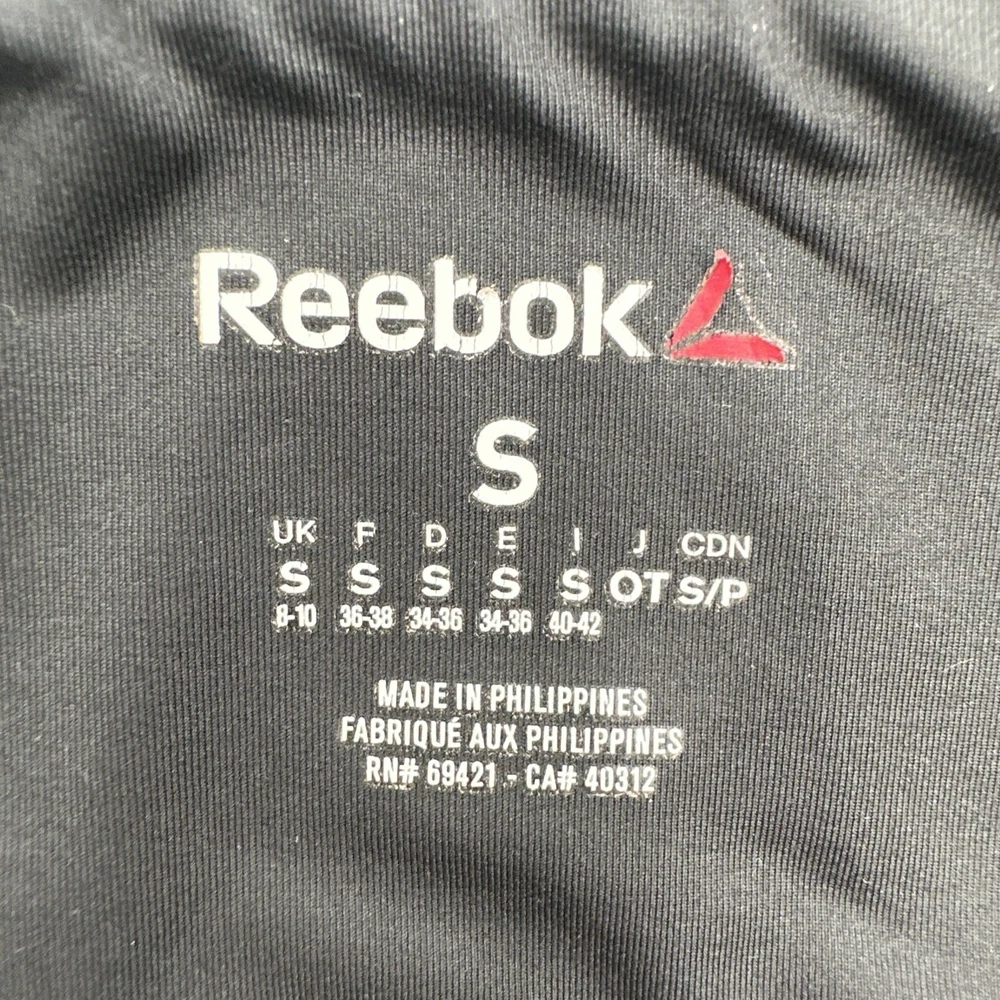 Reebok
S
UK F D E I J CDN
S S S S S OT S/P
8-10 36-38 34-36 34-36 40-42
MADE IN PHILIPPINES
FABRIQUÉ AUX PHILIPPINES
RN# 69421 - CA# 40312